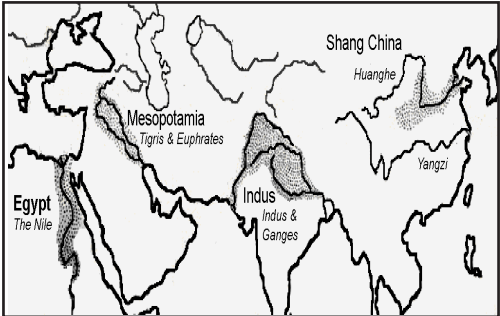 Shang China
Huanghe
Mesopotamia
Tigris & Euphrates
Yangzi
Egypt
The Nile
Indus
Indus &
Ganges